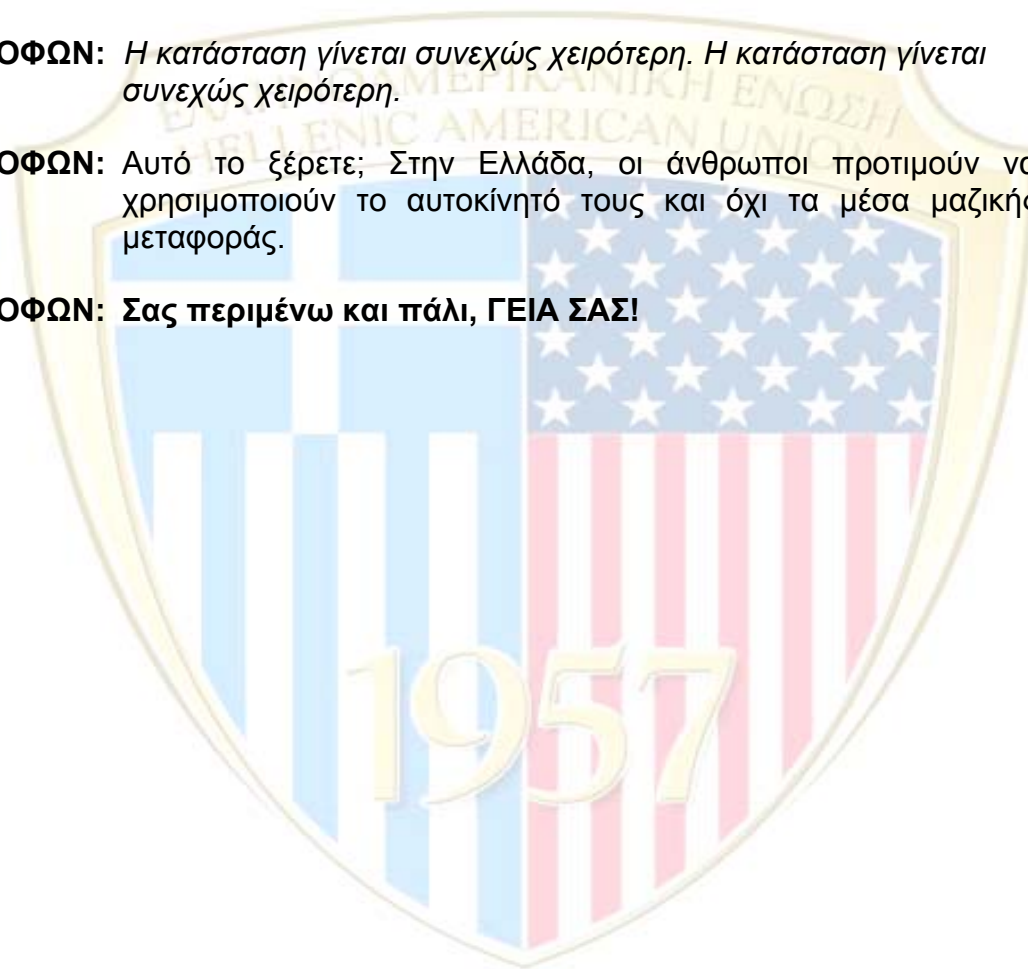 ΟΦΩΝ: Η κατάσταση γίνεται συνεχώς χειρότερη. Η κατάσταση γίνεται
συνεχώς χειρότερη.
ΕΛΛΗΝΟΑΜΕΡΙΚΑΝΙΚΗ ΕΝΩΣΗ
HELLENIC AMERICAN UNION
ΟΦΩΝ: Αυτό το ξέρετε; Στην Ελλάδα, οι άνθρωποι προτιμούν να
χρησιμοποιούν το αυτοκίνητό τους και όχι τα μέσα μαζικής
μεταφοράς.
ΟΦΩΝ: Σας περιμένω και πάλι, ΓΕΙΑ ΣΑΣ!
1957